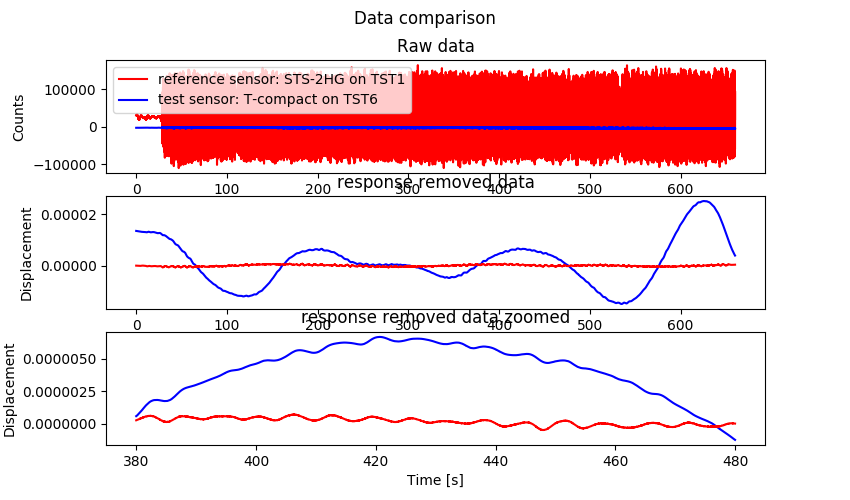 Data comparison
Raw data
reference sensor: STS-2HG on TST1
test sensor: T-compact on TST6
Counts
100000
0
−100000
0 100 200 300 400 500 600
response removed data
Displacement
0.00002
0.00000
0 100 200 300 400 500 600
response removed data zoomed
Displacement
0.0000050
0.0000025
0.0000000
380 400 420 440 460 480
Time [s]